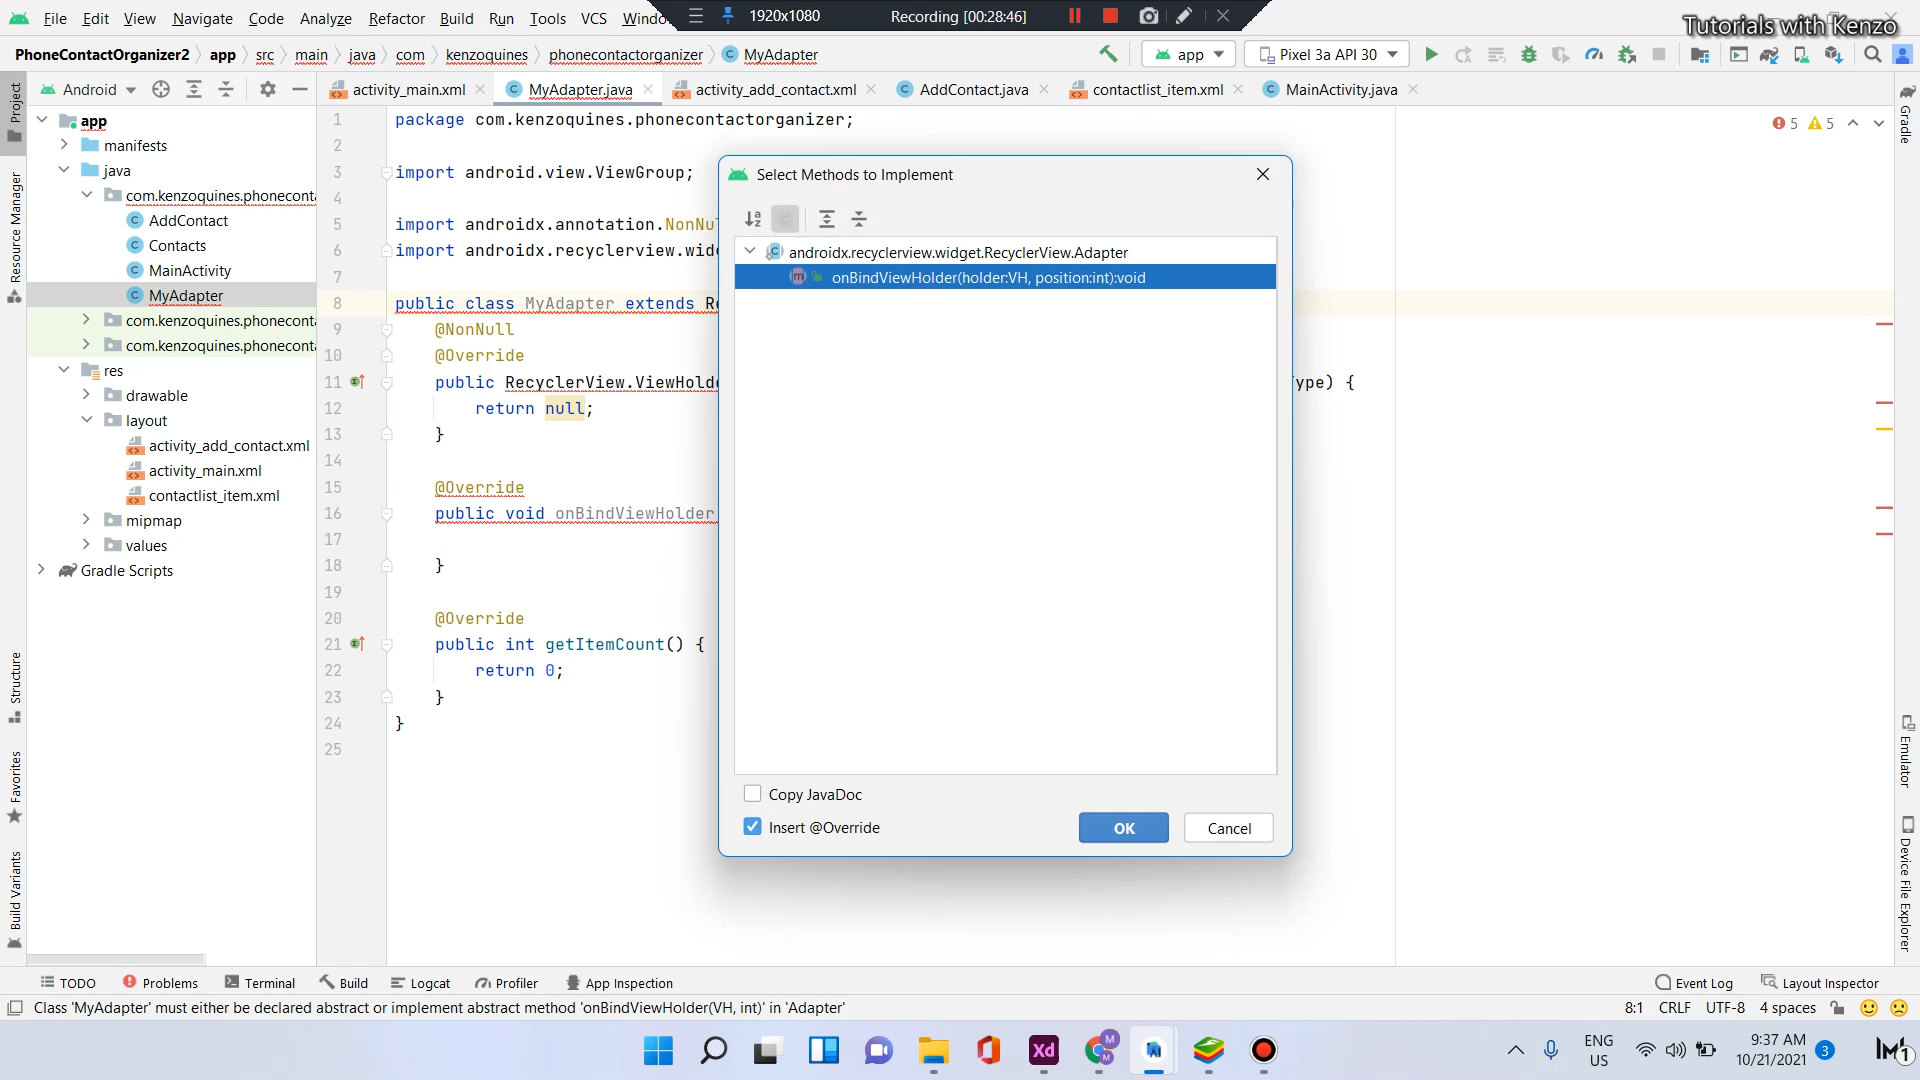 File Edit View Navigate Code Analyze Refactor Build Run Tools VCS
1920x1080 Recording [00:28:46]
Tutorials with Kenzo
PhoneContactOrganizer2 app src main java com kenzoquines phonecontactorganizer MyAdapter
app Pixel 3a API 30
Project
Android
activity_main.xml MyAdapter.java activity_add_contact.xml AddContact.java contactlist_item.xml MainActivity.java
Gradle
app
manifests
java
com.kenzoquines.phoneconta
AddContact
Contacts
MainActivity
MyAdapter
com.kenzoquines.phoneconta
com.kenzoquines.phoneconta
res
drawable
layout
activity_add_contact.xml
activity_main.xml
contactlist_item.xml
mipmap
values
Gradle Scripts
Resource Manager
Structure
Favorites
Build Variants
1 package com.kenzoquines.phonecontactorganizer;
2
3 import android.view.ViewGroup;
4
5 import androidx.annotation.NonNul
6 import androidx.recyclerview.widg
7
8 public class MyAdapter extends Re
9 @NonNull
10 @Override
11 public RecyclerView.ViewHolde ype) {
12 return null;
13 }
14
15 @Override
16 public void onBindViewHolder
17
18 }
19
20 @Override
21 public int getItemCount() {
22 return 0;
23 }
24 }
25
5 5
Select Methods to Implement
androidx.recyclerview.widget.RecyclerView.Adapter
onBindViewHolder(holder:VH, position:int):void
Copy JavaDoc
Insert @Override
OK Cancel
Emulator
Device File Explorer
TODO Problems Terminal Build Logcat Profiler App Inspection Event Log Layout Inspector
Class 'MyAdapter' must either be declared abstract or implement abstract method 'onBindViewHolder(VH, int)' in 'Adapter'
8:1 CRLF UTF-8 4 spaces
Xd
M
M
ENG
US
9:37 AM
10/21/2021
3
1